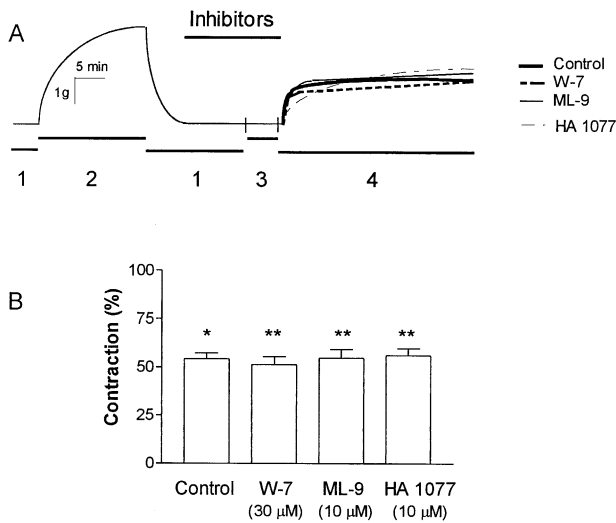 A
Inhibitors
5 min
1g
Control
W-7
ML-9
HA 1077
1 2 1 3 4
B
Contraction (%)
100
75
50
25
0
* ** ** **
Control W-7 ML-9 HA 1077
(30 µM) (10 µM) (10 µM)